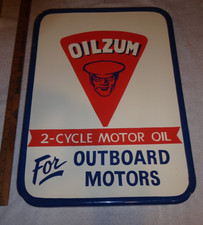 OILZUM
2-CYCLE MOTOR OIL
For OUTBOARD
MOTORS